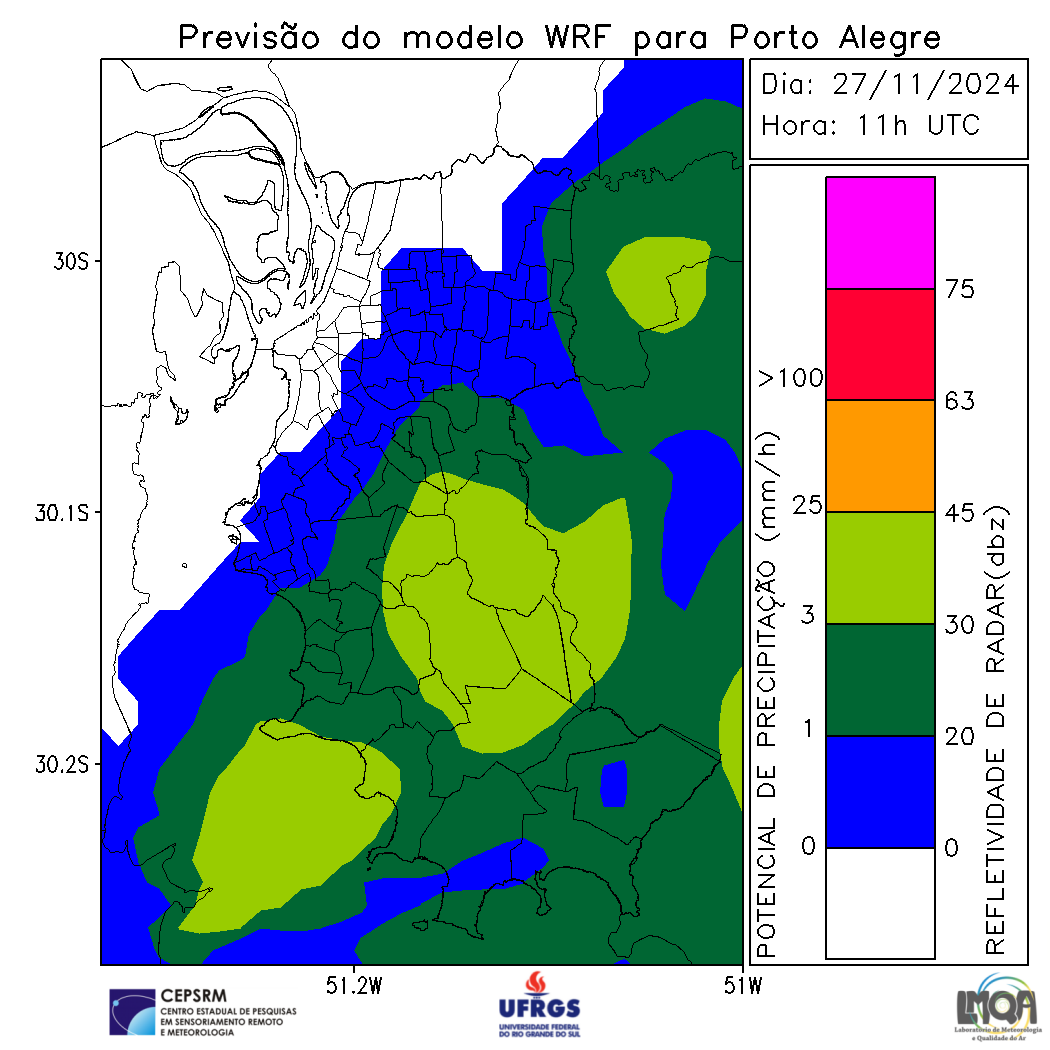 Previsão do modelo WRF para Porto Alegre
Dia: 27/11/2024
Hora: 11h UTC
30S
30.1S
30.2S
51.2W
51W
POTENCIAL DE PRECIPITAÇÃO (mm/h)
>100
25
3
1
0
75
63
45
30
20
0
REFLETIVIDADE DE RADAR(dbz)
CEPSRM
CENTRO ESTADUAL DE PESQUISAS
EM SENSORIAMENTO REMOTO
E METEOROLOGIA
UFRGS
UNIVERSIDADE FEDERAL
DO RIO GRANDE DO SUL
LMQA
Laboratório de Meteorologia
e Qualidade do Ar